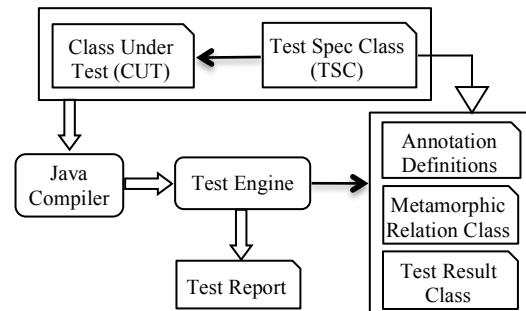 Class Under
Test (CUT)
Test Spec Class
(TSC)
Java
Compiler
Test Engine
Test Report
Annotation
Definitions
Metamorphic
Relation Class
Test Result
Class